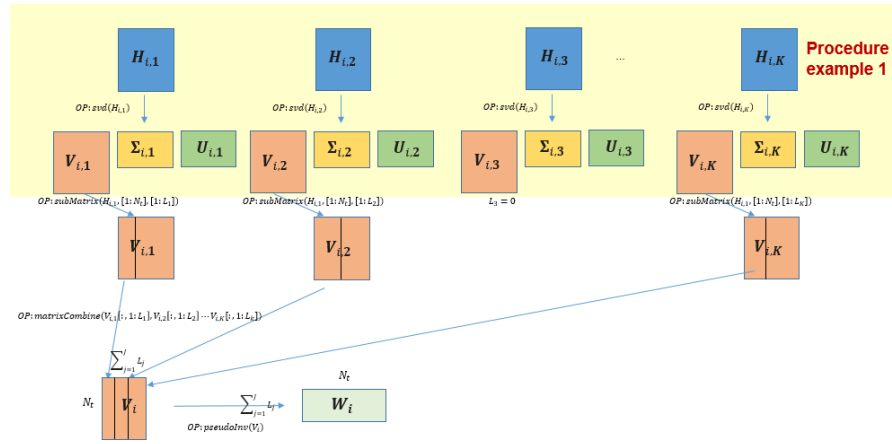 H_{i,1} H_{i,2} H_{i,3} ... H_{i,K}
Procedure
example 1
OP:svd(H_{i,1}) OP:svd(H_{i,2}) OP:svd(H_{i,3}) OP:svd(H_{i,K})
V_{i,1} Σ_{i,1} U_{i,1} V_{i,2} Σ_{i,2} U_{i,2} V_{i,3} Σ_{i,3} U_{i,3} V_{i,K} Σ_{i,K} U_{i,K}
OP:subMatrix(H_{i,1},[1:N_t],[1:L_1]) OP:subMatrix(H_{i,1},[1:N_t],[1:L_2]) L_3 = 0 OP:subMatrix(H_{i,1},[1:N_t],[1:L_K])
V_{i,1} V_{i,2} V_{i,K}
OP:matrixCombine(V_{i,1}[:,1:L_1],V_{i,2}[:,1:L_2]⋯V_{i,K}[:,1:L_k])
∑_{j=1}^{j} L_j
N_t V_i
N_t
∑_{j=1}^{j} L_j W_i
OP:pseudoInv(V_i)